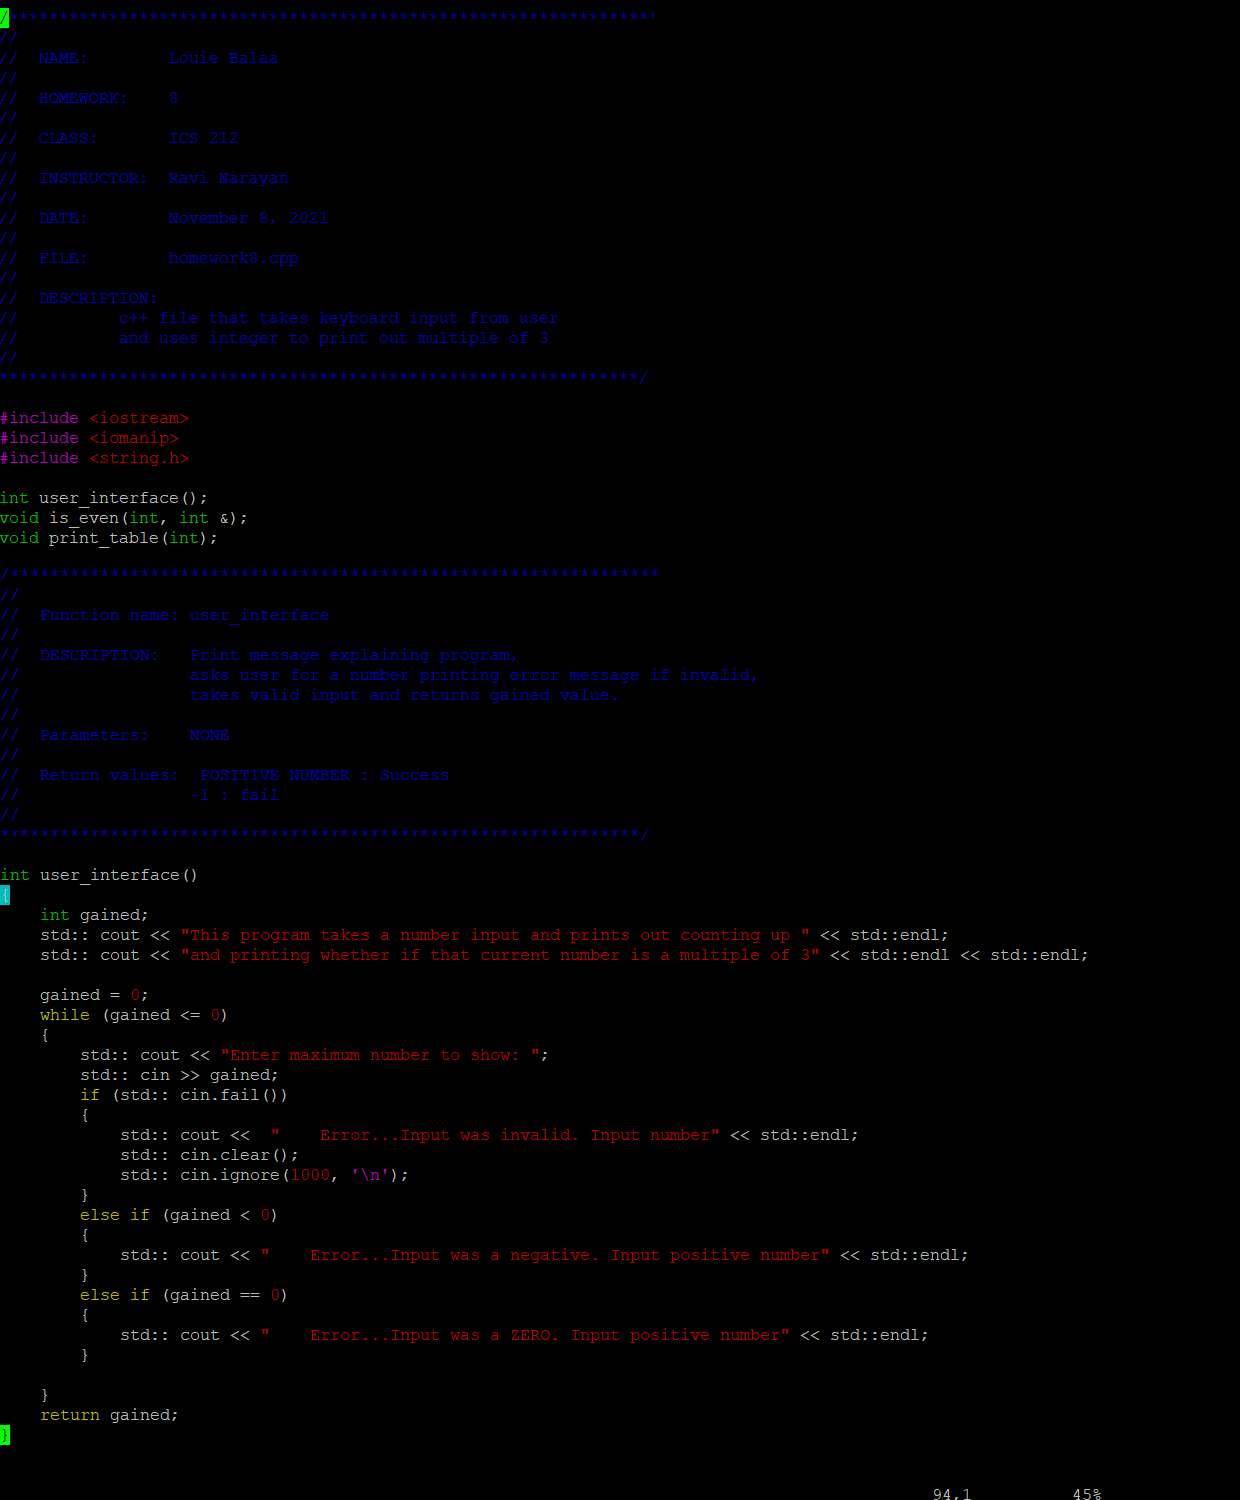 /*****************************************************************
//
//  NAME:        Louie Balaa
//
//  HOMEWORK:    8
//
//  CLASS:       ICS 212
//
//  INSTRUCTOR:  Ravi Narayan
//
//  DATE:        November 8, 2021
//
//  FILE:        homework8.cpp
//
//  DESCRIPTION:
//          c++ file that takes keyboard input from user
//          and uses integer to print out multiple of 3
//
****************************************************************/

#include <iostream>
#include <iomanip>
#include <string.h>

int user_interface();
void is_even(int, int &);
void print_table(int);

/*****************************************************************
//
//  Function name: user_interface
//
//  DESCRIPTION:   Print message explaining program,
//                 asks user for a number printing error message if invalid,
//                 takes valid input and returns gained value.
//
//  Parameters:    NONE
//
//  Return values:  POSITIVE NUMBER : Success
//                 -1 : fail
//
****************************************************************/

int user_interface()
{
    int gained;
    std:: cout << "This program takes a number input and prints out counting up " << std::endl;
    std:: cout << "and printing whether if that current number is a multiple of 3" << std::endl << std::endl;

    gained = 0;
    while (gained <= 0)
    {
        std:: cout << "Enter maximum number to show: ";
        std:: cin >> gained;
        if (std:: cin.fail())
        {
            std:: cout <<  "    Error...Input was invalid. Input number" << std::endl;
            std:: cin.clear();
            std:: cin.ignore(1000, '\n');
        }
        else if (gained < 0)
        {
            std:: cout << "    Error...Input was a negative. Input positive number" << std::endl;
        }
        else if (gained == 0)
        {
            std:: cout << "    Error...Input was a ZERO. Input positive number" << std::endl;
        }

    }
    return gained;
}
94,1          45%